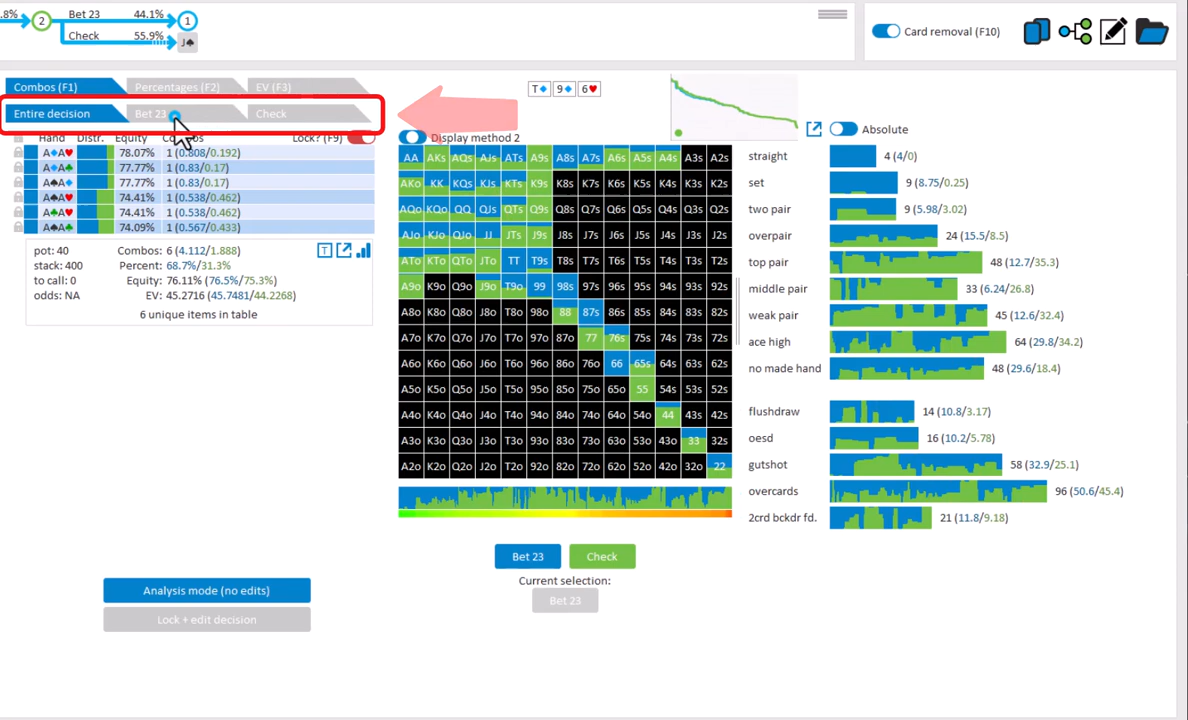 .8%
2
Bet 23 44.1%
1
Check 55.9%
J♠
Card removal (F10)
Combos (F1) Percentages (F2) EV (F3)
Entire decision Bet 23 Check
T♦ 9♦ 6♥
Hand Distr. Equity Combos Lock? (F9)
A♦A♥ 78.07% 1 (0.808/0.192)
A♦A♣ 77.77% 1 (0.83/0.17)
A♠A♦ 77.77% 1 (0.83/0.17)
A♠A♥ 74.41% 1 (0.538/0.462)
A♣A♥ 74.41% 1 (0.538/0.462)
A♠A♣ 74.09% 1 (0.567/0.433)
pot: 40 Combos: 6 (4.112/1.888)
stack: 400 Percent: 68.7%/31.3%
to call: 0 Equity: 76.11% (76.5%/75.3%)
odds: NA EV: 45.2716 (45.7481/44.2268)
6 unique items in table
T
Analysis mode (no edits)
Lock + edit decision
Display method 2
AA AKs AQs AJs ATs A9s A8s A7s A6s A5s A4s A3s A2s
AKo KK KQs KJs KTs K9s K8s K7s K6s K5s K4s K3s K2s
AQo KQo QQ QJs QTs Q9s Q8s Q7s Q6s Q5s Q4s Q3s Q2s
AJo KJo QJo JJ JTs J9s J8s J7s J6s J5s J4s J3s J2s
ATo KTo QTo JTo TT T9s T8s T7s T6s T5s T4s T3s T2s
A9o K9o Q9o J9o T9o 99 98s 97s 96s 95s 94s 93s 92s
A8o K8o Q8o J8o T8o 98o 88 87s 86s 85s 84s 83s 82s
A7o K7o Q7o J7o T7o 97o 87o 77 76s 75s 74s 73s 72s
A6o K6o Q6o J6o T6o 96o 86o 76o 66 65s 64s 63s 62s
A5o K5o Q5o J5o T5o 95o 85o 75o 65o 55 54s 53s 52s
A4o K4o Q4o J4o T4o 94o 84o 74o 64o 54o 44 43s 42s
A3o K3o Q3o J3o T3o 93o 83o 73o 63o 53o 43o 33 32s
A2o K2o Q2o J2o T2o 92o 82o 72o 62o 52o 42o 32o 22
Bet 23 Check
Current selection:
Bet 23
Absolute
straight 4 (4/0)
set 9 (8.75/0.25)
two pair 9 (5.98/3.02)
overpair 24 (15.5/8.5)
top pair 48 (12.7/35.3)
middle pair 33 (6.24/26.8)
weak pair 45 (12.6/32.4)
ace high 64 (29.8/34.2)
no made hand 48 (29.6/18.4)
flushdraw 14 (10.8/3.17)
oesd 16 (10.2/5.78)
gutshot 58 (32.9/25.1)
overcards 96 (50.6/45.4)
2crd bckdr fd. 21 (11.8/9.18)